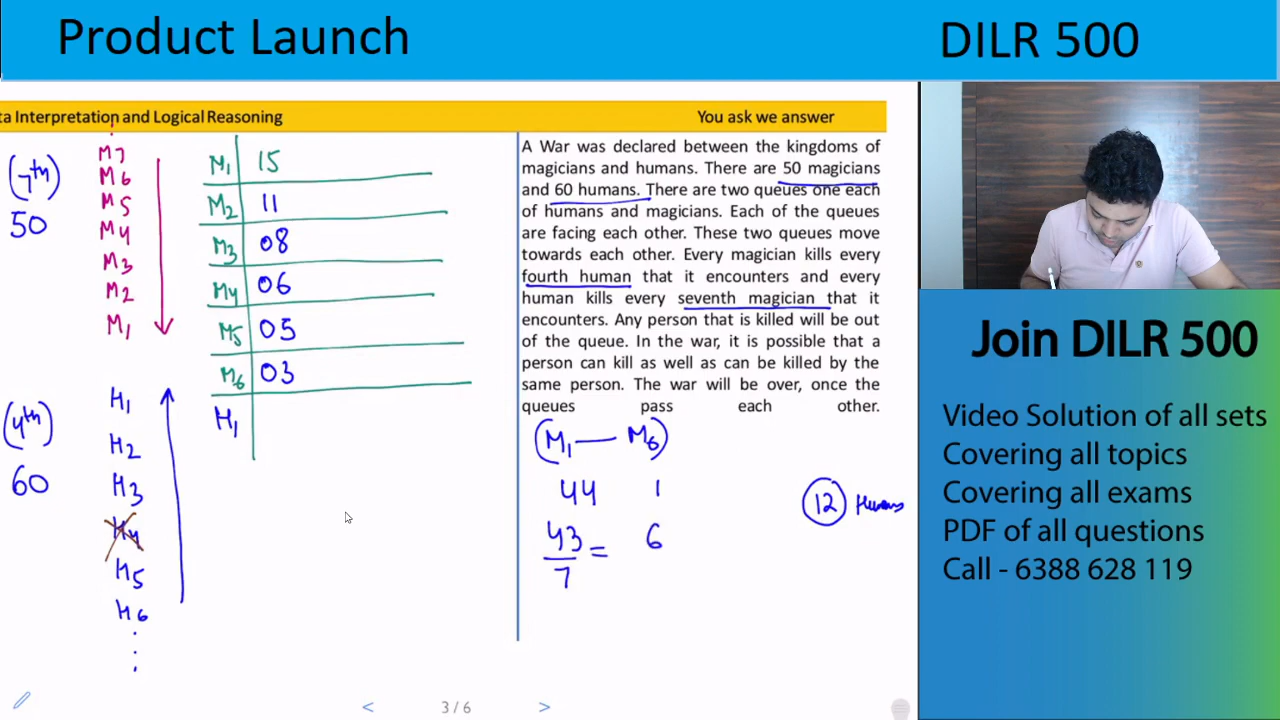 Product Launch
DILR 500
ta Interpretation and Logical Reasoning
You ask we answer
(7th)
50
M7
M6
M5
M4
M3
M2
M1
(4th)
60
H1
H2
H3
H4
H5
H6
M1 15
M2 11
M3 08
M4 06
M5 05
M6 03
H1
A War was declared between the kingdoms of
magicians and humans. There are 50 magicians
and 60 humans. There are two queues one each
of humans and magicians. Each of the queues
are facing each other. These two queues move
towards each other. Every magician kills every
fourth human that it encounters and every
human kills every seventh magician that it
encounters. Any person that is killed will be out
of the queue. In the war, it is possible that a
person can kill as well as can be killed by the
same person. The war will be over, once the
queues pass each other.
(M1 — M6)
44 1
43/7 = 6
12 Humans
Join DILR 500
Video Solution of all sets
Covering all topics
Covering all exams
PDF of all questions
Call - 6388 628 119
< 3 / 6 >